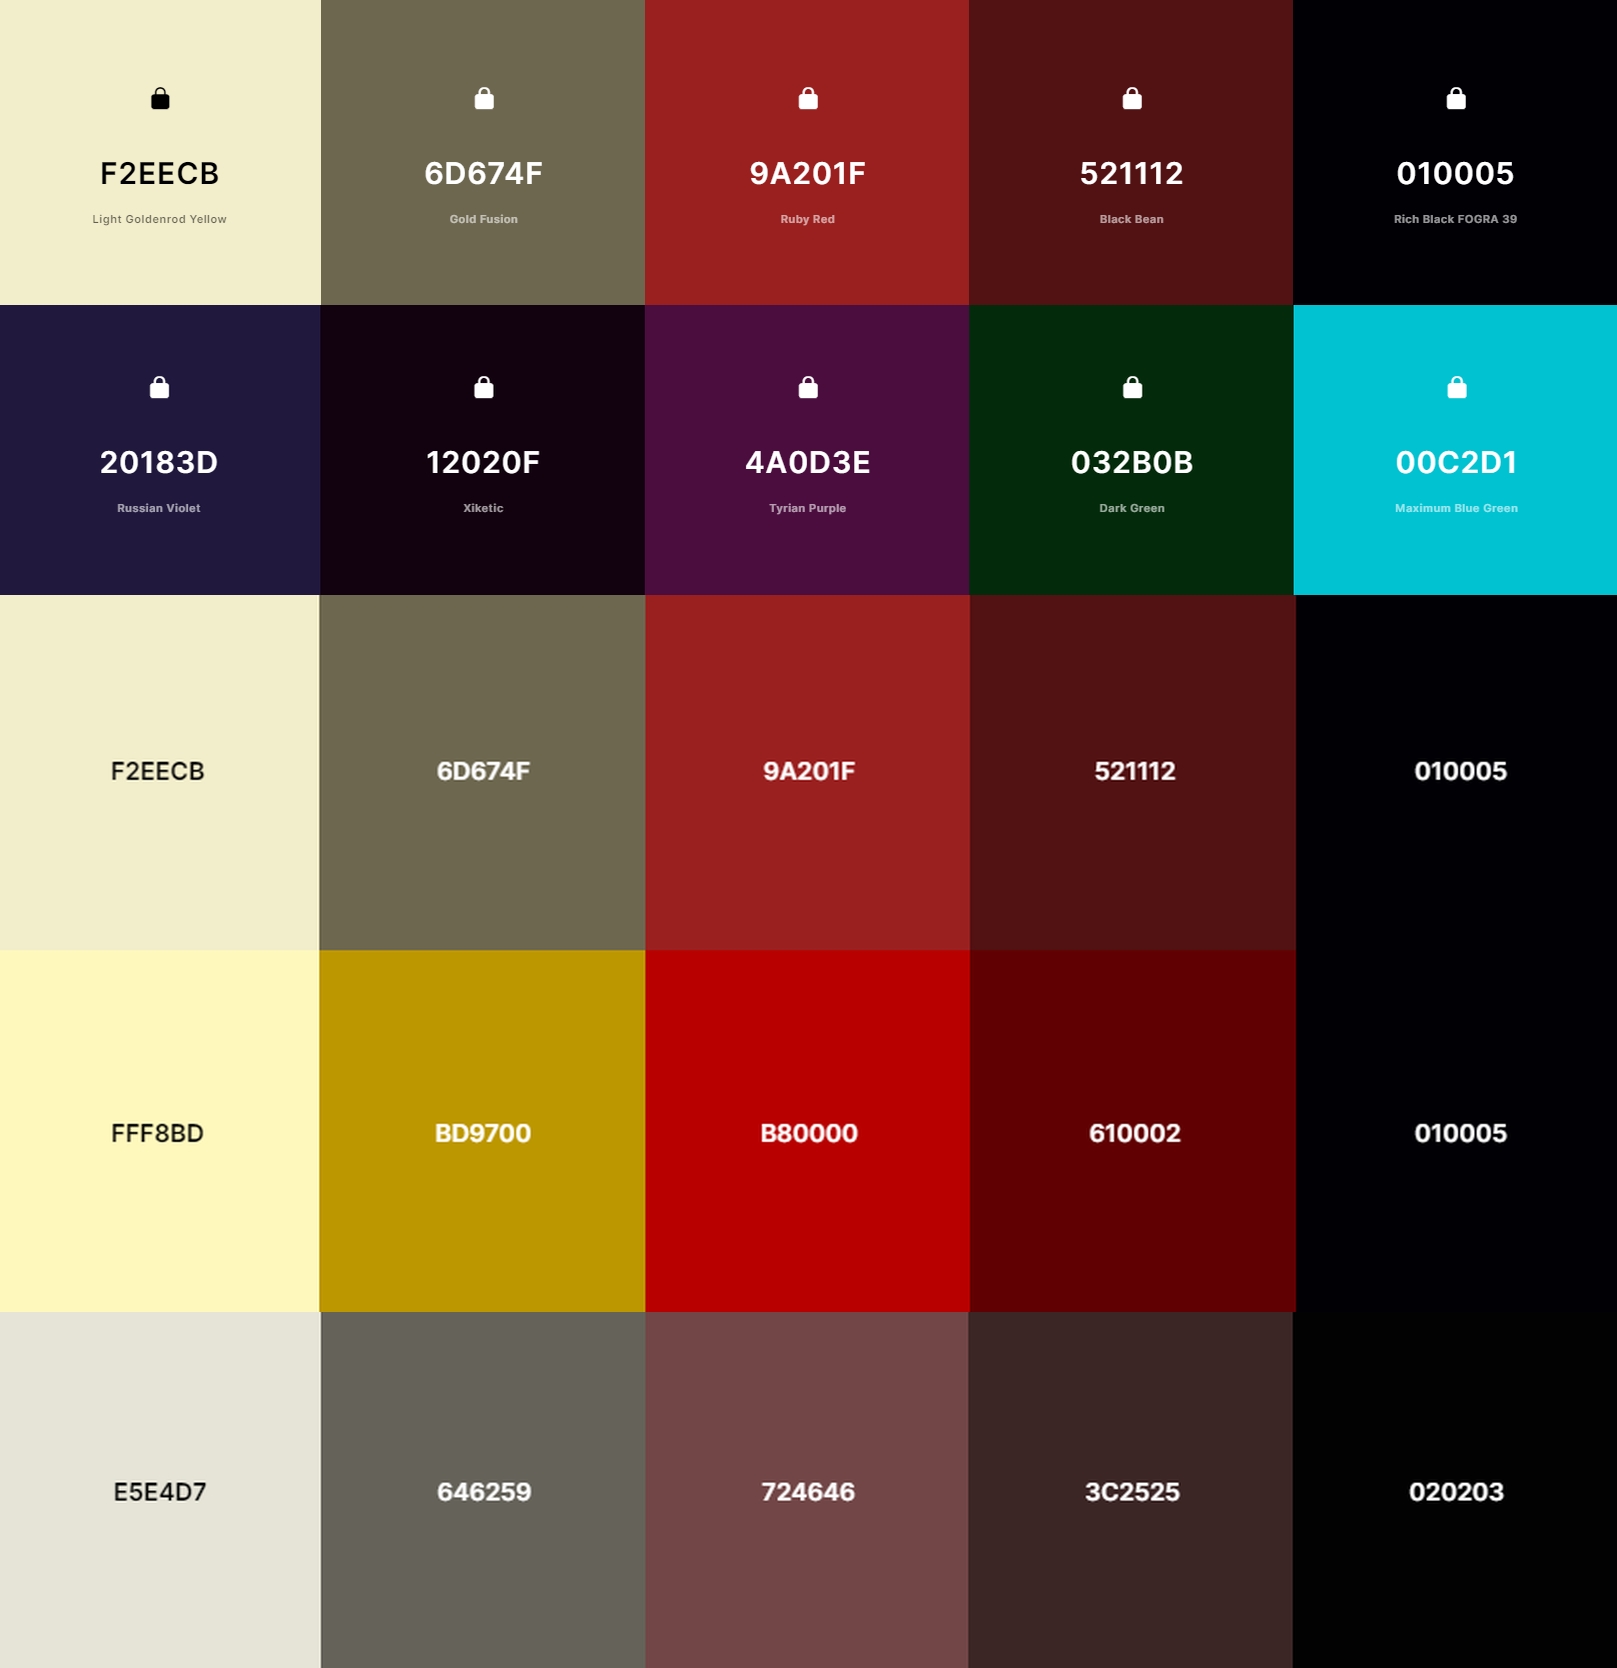 F2EECB 6D674F 9A201F 521112 010005
Light Goldenrod Yellow Gold Fusion Ruby Red Black Bean Rich Black FOGRA 39
20183D 12020F 4A0D3E 032B0B 00C2D1
Russian Violet Xiketic Tyrian Purple Dark Green Maximum Blue Green
F2EECB 6D674F 9A201F 521112 010005
FFF8BD BD9700 B80000 610002 010005
E5E4D7 646259 724646 3C2525 020203